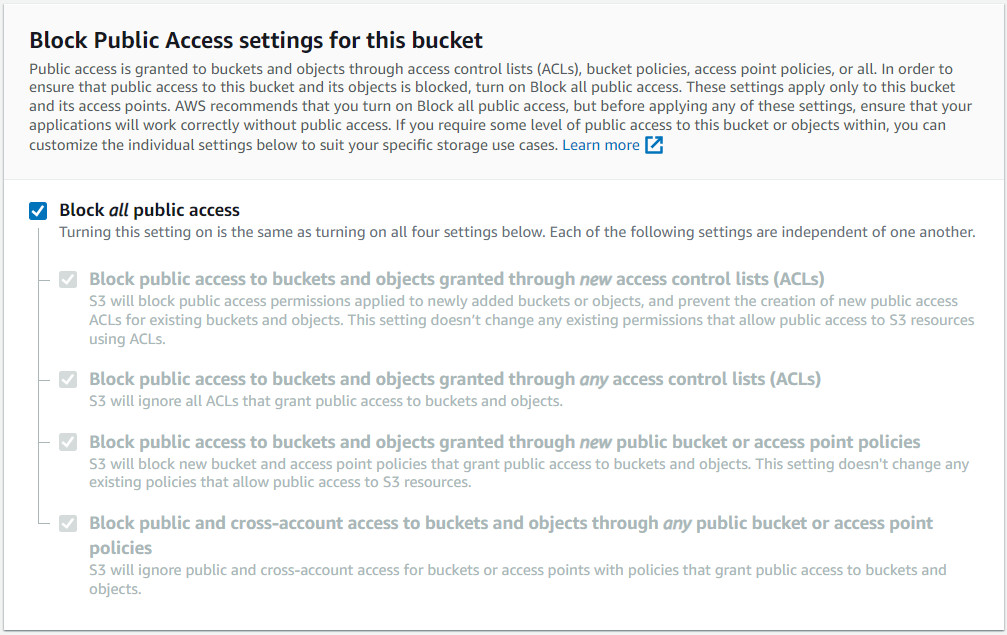 Block Public Access settings for this bucket
Public access is granted to buckets and objects through access control lists (ACLs), bucket policies, access point policies, or all. In order to
ensure that public access to this bucket and its objects is blocked, turn on Block all public access. These settings apply only to this bucket
and its access points. AWS recommends that you turn on Block all public access, but before applying any of these settings, ensure that your
applications will work correctly without public access. If you require some level of public access to this bucket or objects within, you can
customize the individual settings below to suit your specific storage use cases. Learn more
Block all public access
Turning this setting on is the same as turning on all four settings below. Each of the following settings are independent of one another.
Block public access to buckets and objects granted through new access control lists (ACLs)
S3 will block public access permissions applied to newly added buckets or objects, and prevent the creation of new public access
ACLs for existing buckets and objects. This setting doesn’t change any existing permissions that allow public access to S3 resources
using ACLs.
Block public access to buckets and objects granted through any access control lists (ACLs)
S3 will ignore all ACLs that grant public access to buckets and objects.
Block public access to buckets and objects granted through new public bucket or access point policies
S3 will block new bucket and access point policies that grant public access to buckets and objects. This setting doesn't change any
existing policies that allow public access to S3 resources.
Block public and cross-account access to buckets and objects through any public bucket or access point
policies
S3 will ignore public and cross-account access for buckets or access points with policies that grant public access to buckets and
objects.